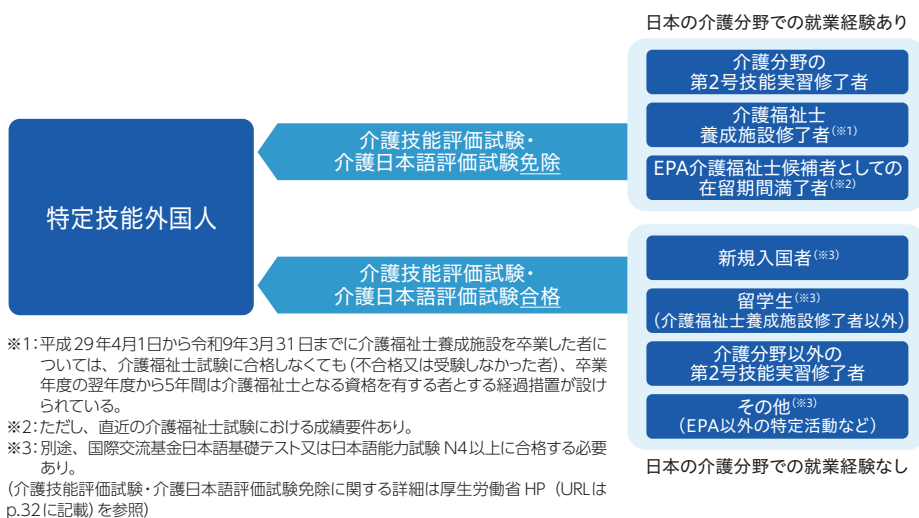 日本の介護分野での就業経験あり
介護分野の
第2号技能実習修了者
介護福祉士
養成施設修了者(※1)
EPA介護福祉士候補者としての
在留期間満了者(※2)
介護技能評価試験・
介護日本語評価試験免除
特定技能外国人
介護技能評価試験・
介護日本語評価試験合格
新規入国者(※3)
留学生(※3)
(介護福祉士養成施設修了者以外)
介護分野以外の
第2号技能実習修了者
その他(※3)
(EPA以外の特定活動など)
日本の介護分野での就業経験なし
※1:平成29年4月1日から令和9年3月31日までに介護福祉士養成施設を卒業した者に
ついては、介護福祉士試験に合格しなくても(不合格又は受験しなかった者)、卒業
年度の翌年度から5年間は介護福祉士となる資格を有する者とする経過措置が設け
られている。
※2:ただし、直近の介護福祉士試験における成績要件あり。
※3:別途、国際交流基金日本語基礎テスト又は日本語能力試験 N4以上に合格する必要
あり。
(介護技能評価試験・介護日本語評価試験免除に関する詳細は厚生労働省 HP(URLは
p.32に記載)を参照)